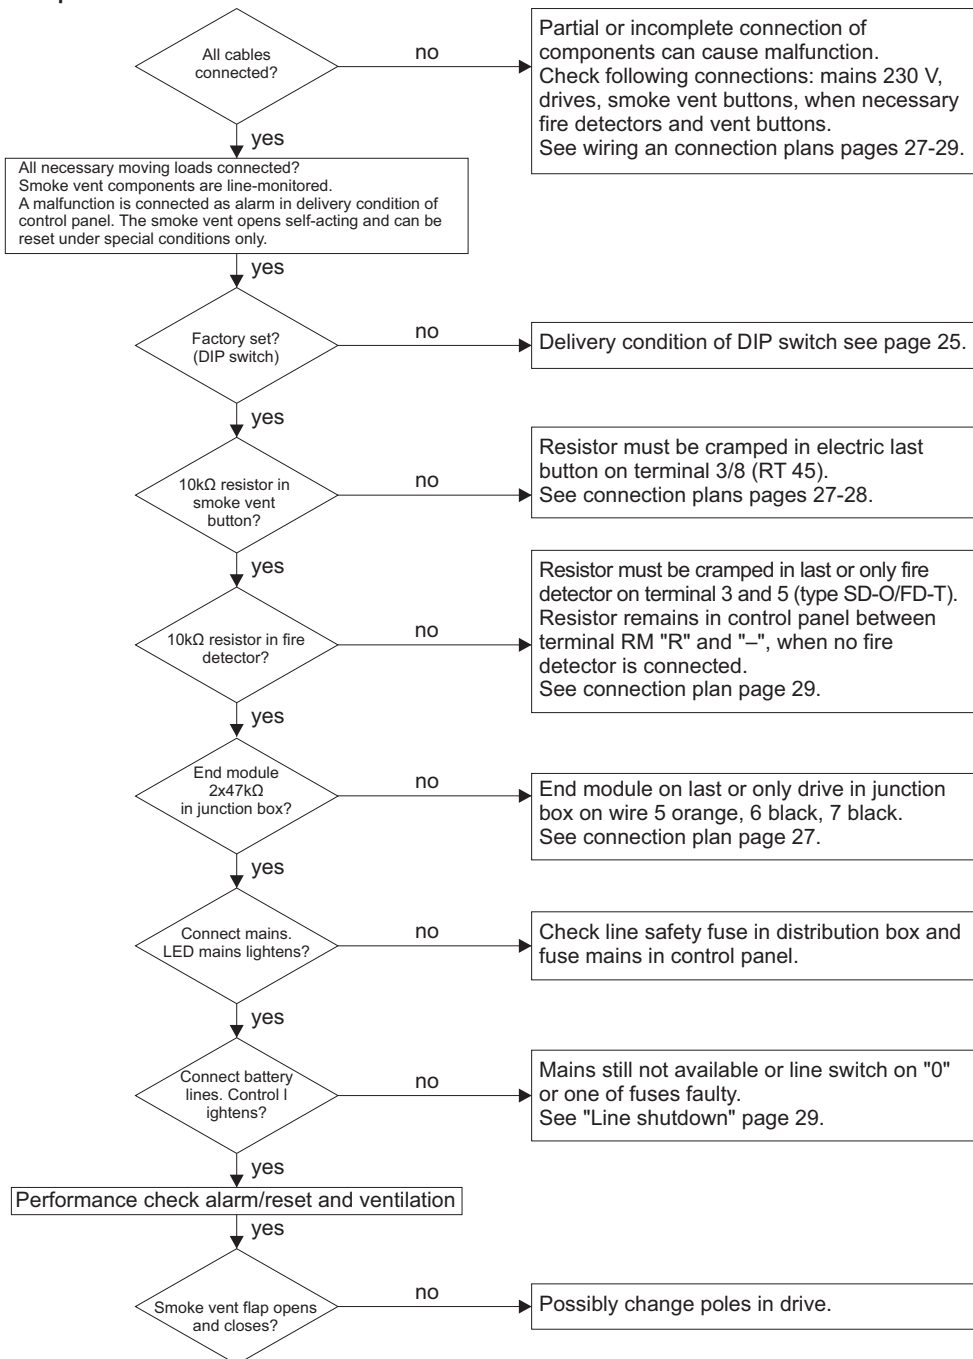 All cables
connected?
no
Partial or incomplete connection of
components can cause malfunction.
Check following connections: mains 230 V,
drives, smoke vent buttons, when necessary
fire detectors and vent buttons.
See wiring an connection plans pages 27-29.
yes
All necessary moving loads connected?
Smoke vent components are line-monitored.
A malfunction is connected as alarm in delivery condition of
control panel. The smoke vent opens self-acting and can be
reset under special conditions only.
yes
Factory set?
(DIP switch)
no
Delivery condition of DIP switch see page 25.
yes
10kΩ resistor in
smoke vent
button?
no
Resistor must be cramped in electric last
button on terminal 3/8 (RT 45).
See connection plans pages 27-28.
yes
10kΩ resistor in fire
detector?
no
Resistor must be cramped in last or only fire
detector on terminal 3 and 5 (type SD-O/FD-T).
Resistor remains in control panel between
terminal RM "R" and "–", when no fire
detector is connected.
See connection plan page 29.
yes
End module
2x47kΩ
in junction box?
no
End module on last or only drive in junction
box on wire 5 orange, 6 black, 7 black.
See connection plan page 27.
yes
Connect mains.
LED mains lightens?
no
Check line safety fuse in distribution box and
fuse mains in control panel.
yes
Connect battery
lines. Control l
ightens?
no
Mains still not available or line switch on "0"
or one of fuses faulty.
See "Line shutdown" page 29.
yes
Performance check alarm/reset and ventilation
yes
Smoke vent flap opens
and closes?
no
Possibly change poles in drive.